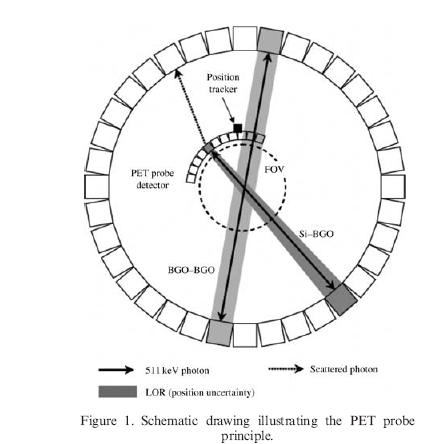 Position
tracker
PET probe
detector
FOV
Si–BGO
BGO–BGO
511 keV photon
Scattered photon
LOR (position uncertainty)
Figure 1. Schematic drawing illustrating the PET probe
principle.